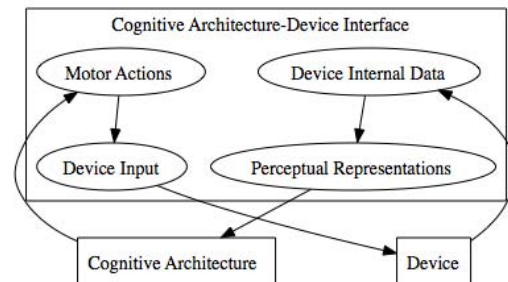 Cognitive Architecture-Device Interface
Motor Actions
Device Internal Data
Device Input
Perceptual Representations
Cognitive Architecture
Device